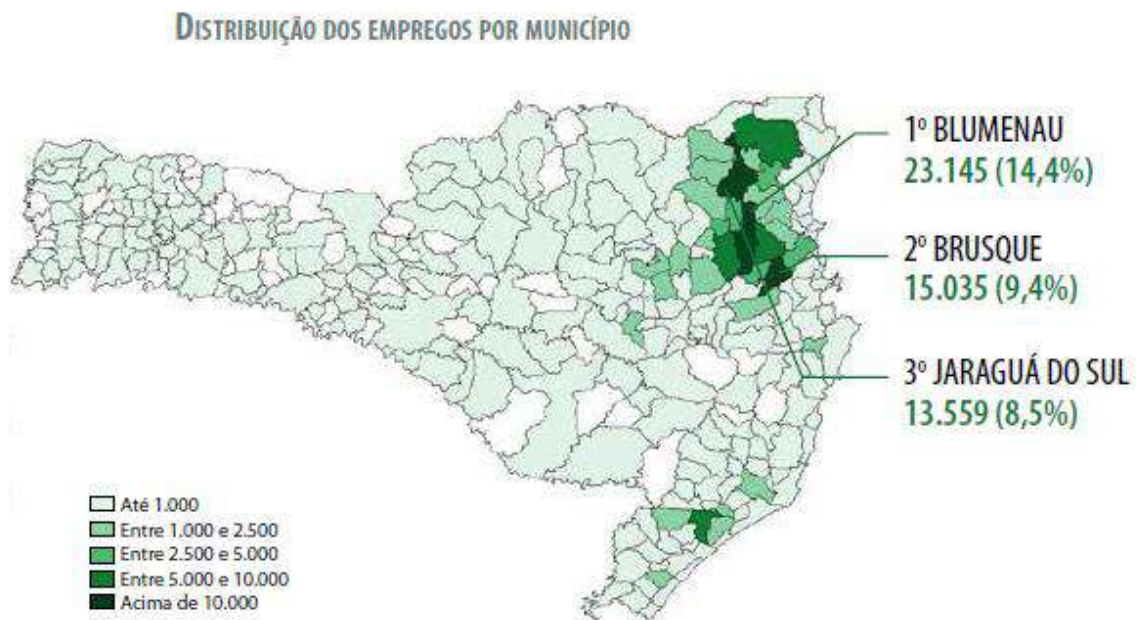 DISTRIBUIÇÃO DOS EMPREGOS POR MUNICÍPIO
1º BLUMENAU
23.145 (14,4%)
2º BRUSQUE
15.035 (9,4%)
3º JARAGUÁ DO SUL
13.559 (8,5%)
Até 1.000
Entre 1.000 e 2.500
Entre 2.500 e 5.000
Entre 5.000 e 10.000
Acima de 10.000